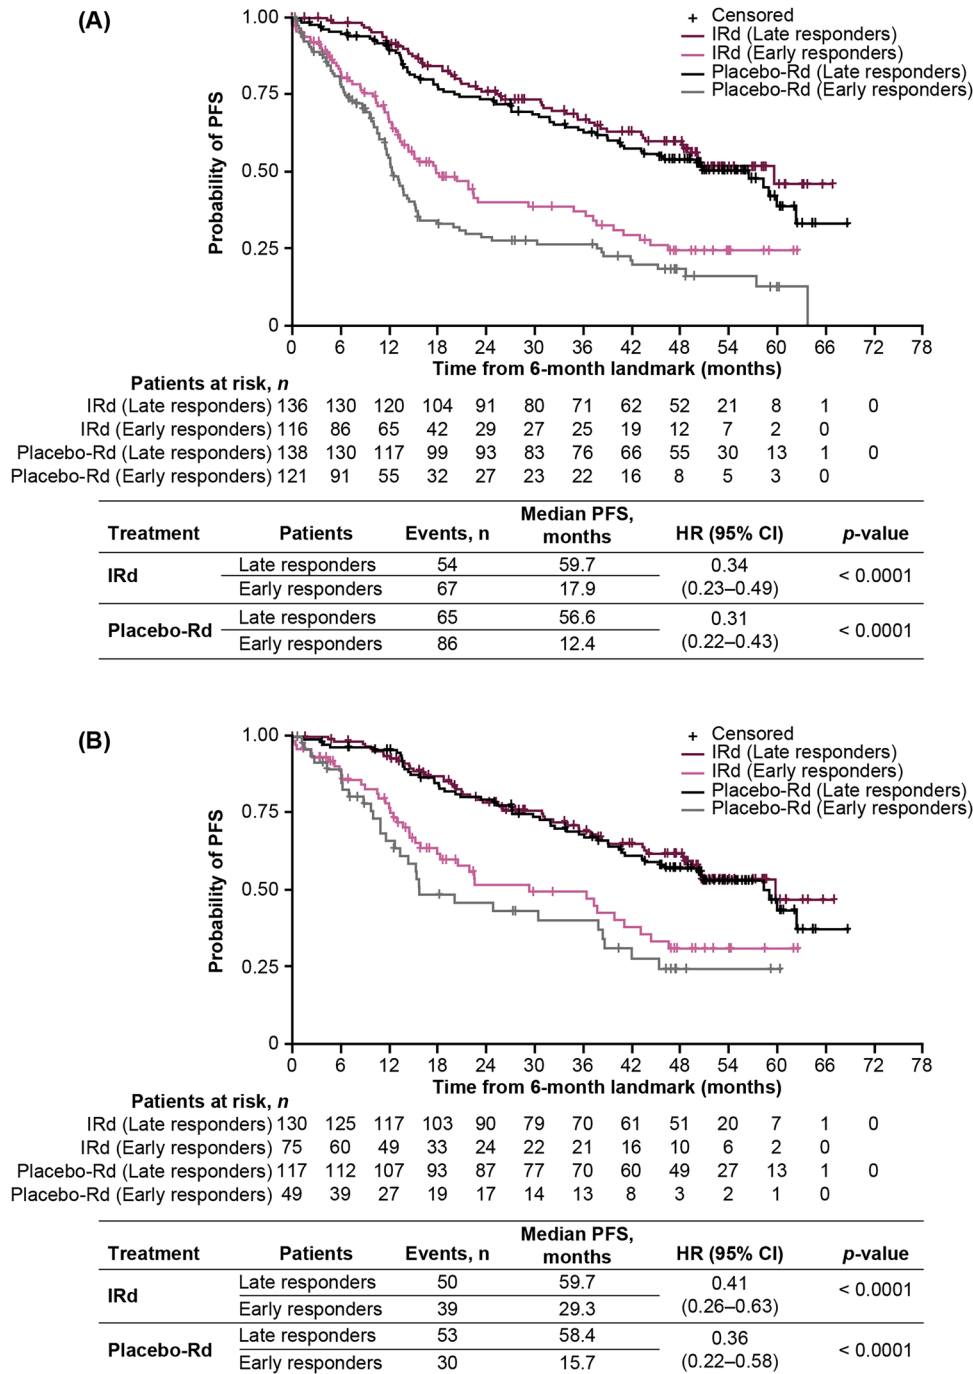 (A)
1.00
0.75
0.50
0.25
0
Probability of PFS
+ Censored
IRd (Late responders)
IRd (Early responders)
Placebo-Rd (Late responders)
Placebo-Rd (Early responders)
0 6 12 18 24 30 36 42 48 54 60 66 72 78
Time from 6-month landmark (months)
Patients at risk, n
IRd (Late responders) 136 130 120 104 91 80 71 62 52 21 8 1 0
IRd (Early responders) 116 86 65 42 29 27 25 19 12 7 2 0
Placebo-Rd (Late responders) 138 130 117 99 93 83 76 66 55 30 13 1 0
Placebo-Rd (Early responders) 121 91 55 32 27 23 22 16 8 5 3 0
Treatment Patients Events, n Median PFS, months HR (95% CI) p-value
IRd Late responders 54 59.7 0.34 < 0.0001
Early responders 67 17.9 (0.23–0.49)
Placebo-Rd Late responders 65 56.6 0.31 < 0.0001
Early responders 86 12.4 (0.22–0.43)
(B)
1.00
0.75
0.50
0.25
0
Probability of PFS
+ Censored
IRd (Late responders)
IRd (Early responders)
Placebo-Rd (Late responders)
Placebo-Rd (Early responders)
0 6 12 18 24 30 36 42 48 54 60 66 72 78
Time from 6-month landmark (months)
Patients at risk, n
IRd (Late responders) 130 125 117 103 90 79 70 61 51 20 7 1 0
IRd (Early responders) 75 60 49 33 24 22 21 16 10 6 2 0
Placebo-Rd (Late responders) 117 112 107 93 87 77 70 60 49 27 13 1 0
Placebo-Rd (Early responders) 49 39 27 19 17 14 13 8 3 2 1 0
Treatment Patients Events, n Median PFS, months HR (95% CI) p-value
IRd Late responders 50 59.7 0.41 < 0.0001
Early responders 39 29.3 (0.26–0.63)
Placebo-Rd Late responders 53 58.4 0.36 < 0.0001
Early responders 30 15.7 (0.22–0.58)